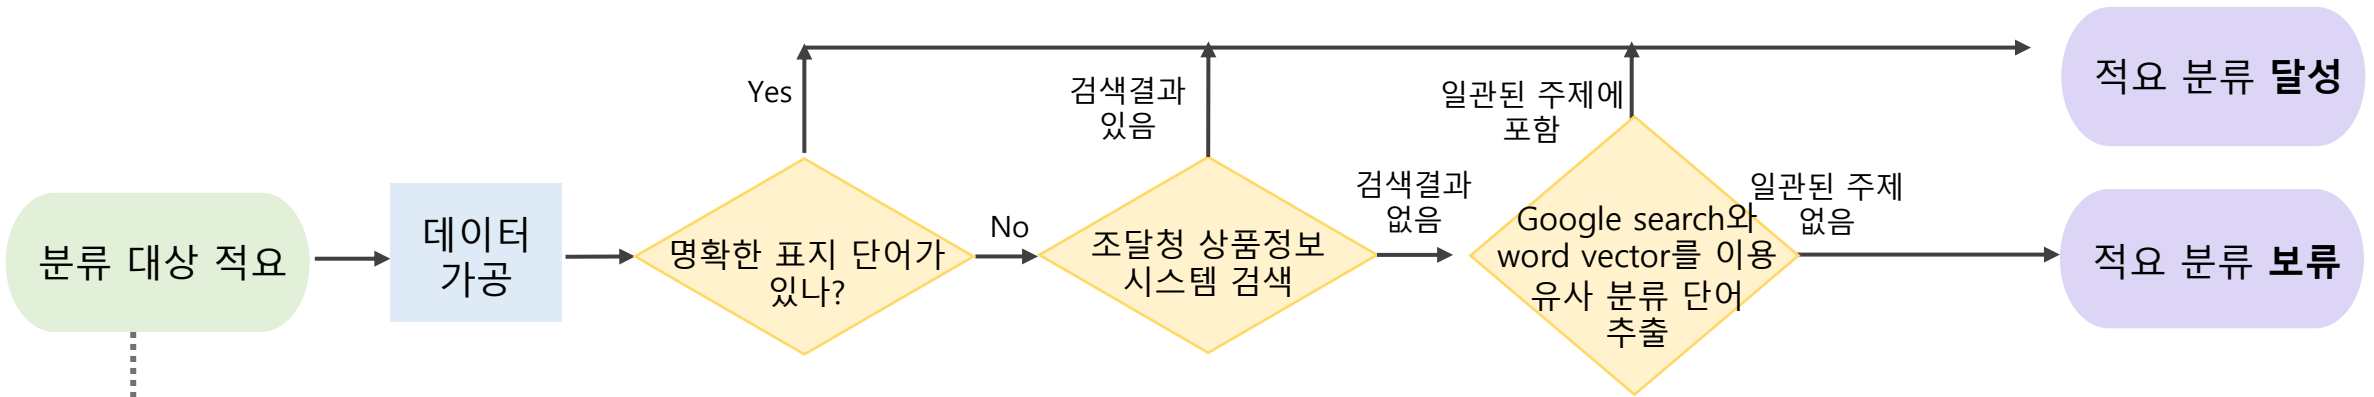 분류 대상 적요
데이터
가공
Yes
명확한 표지 단어가
있나?
No
검색결과
있음
조달청 상품정보
시스템 검색
검색결과
없음
일관된 주제에
포함
Google search와
word vector를 이용
유사 분류 단어
추출
일관된 주제
없음
적요 분류 달성
적요 분류 보류